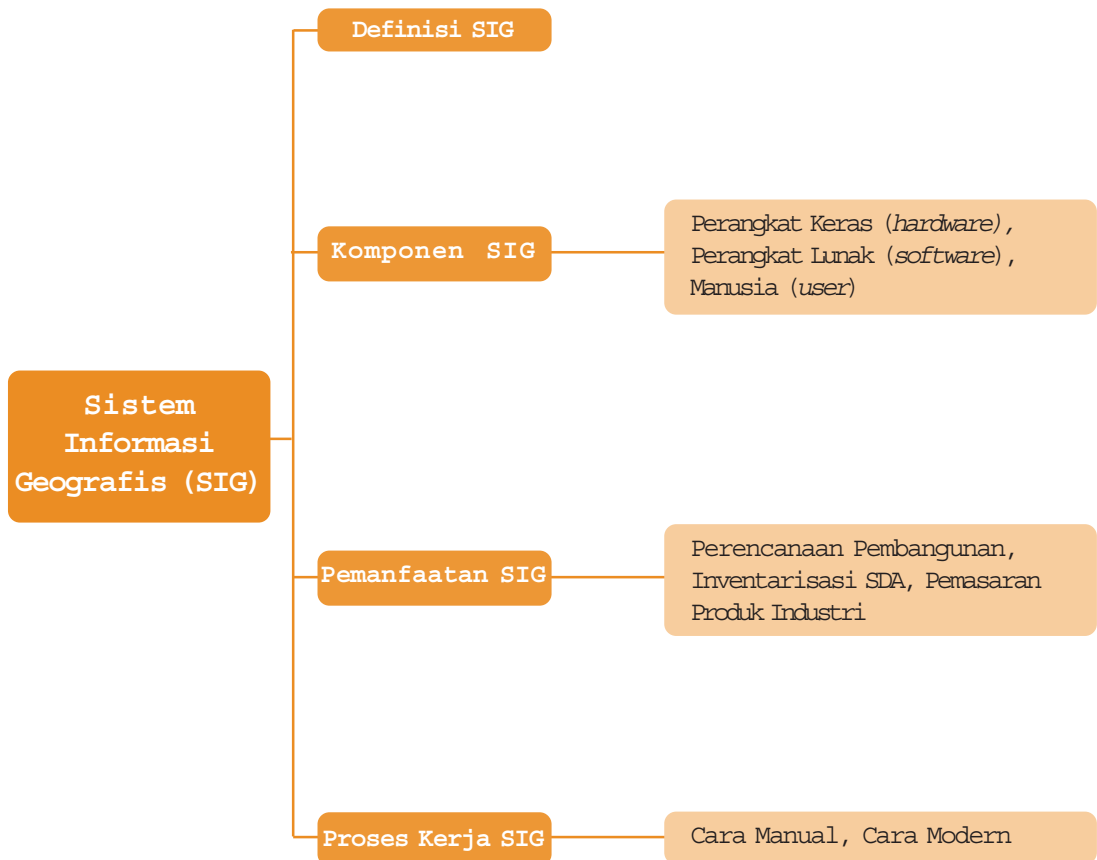 Sistem
Informasi
Geografis (SIG)
Definisi SIG
Komponen SIG
Perangkat Keras (hardware),
Perangkat Lunak (software),
Manusia (user)
Pemanfaatan SIG
Perencanaan Pembangunan,
Inventarisasi SDA, Pemasaran
Produk Industri
Proses Kerja SIG
Cara Manual, Cara Modern